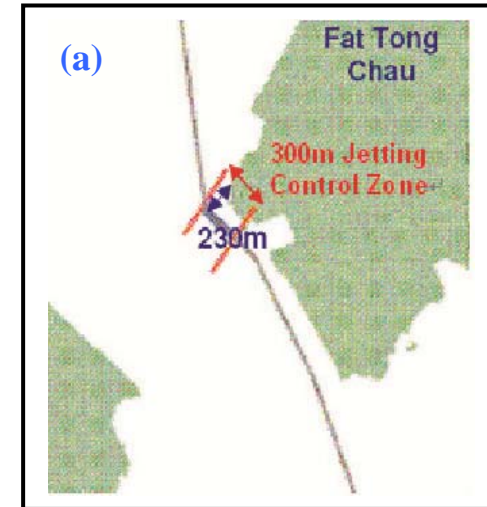 (a)
Fat Tong
Chau
300m Jetting
Control Zone↵
230m